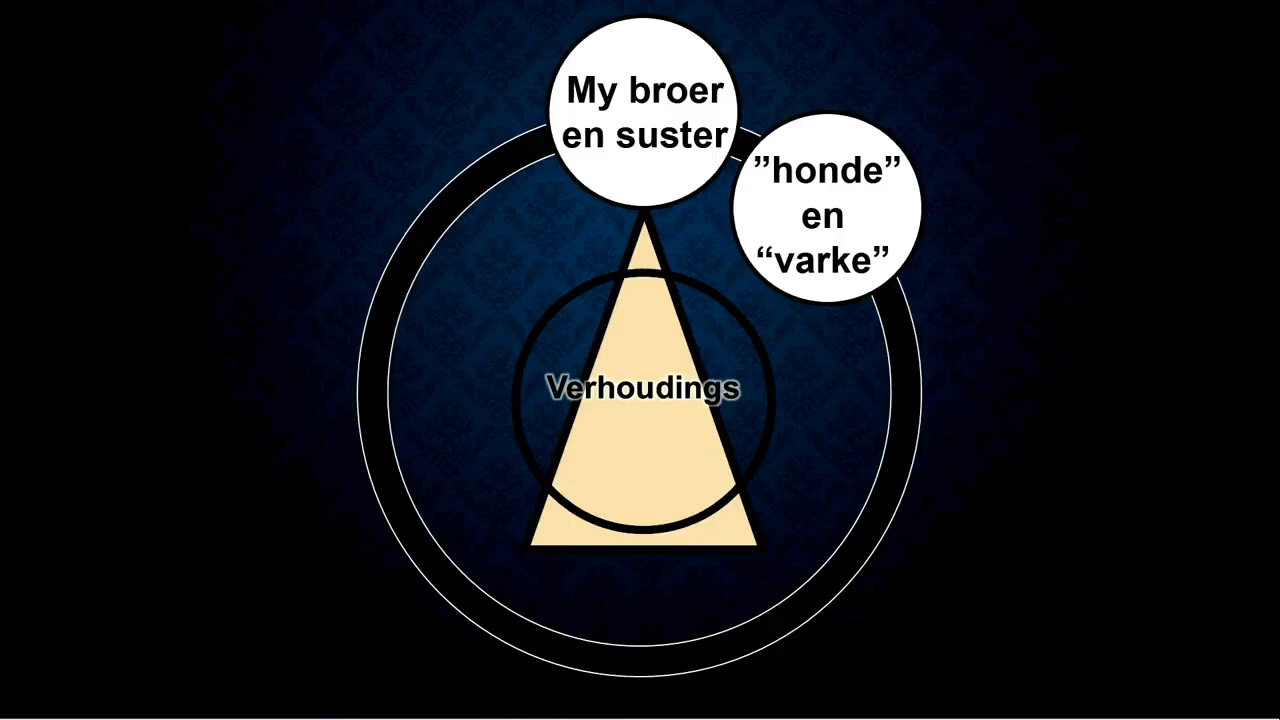 My broer
en suster
”honde”
en
“varke”
Verhoudings